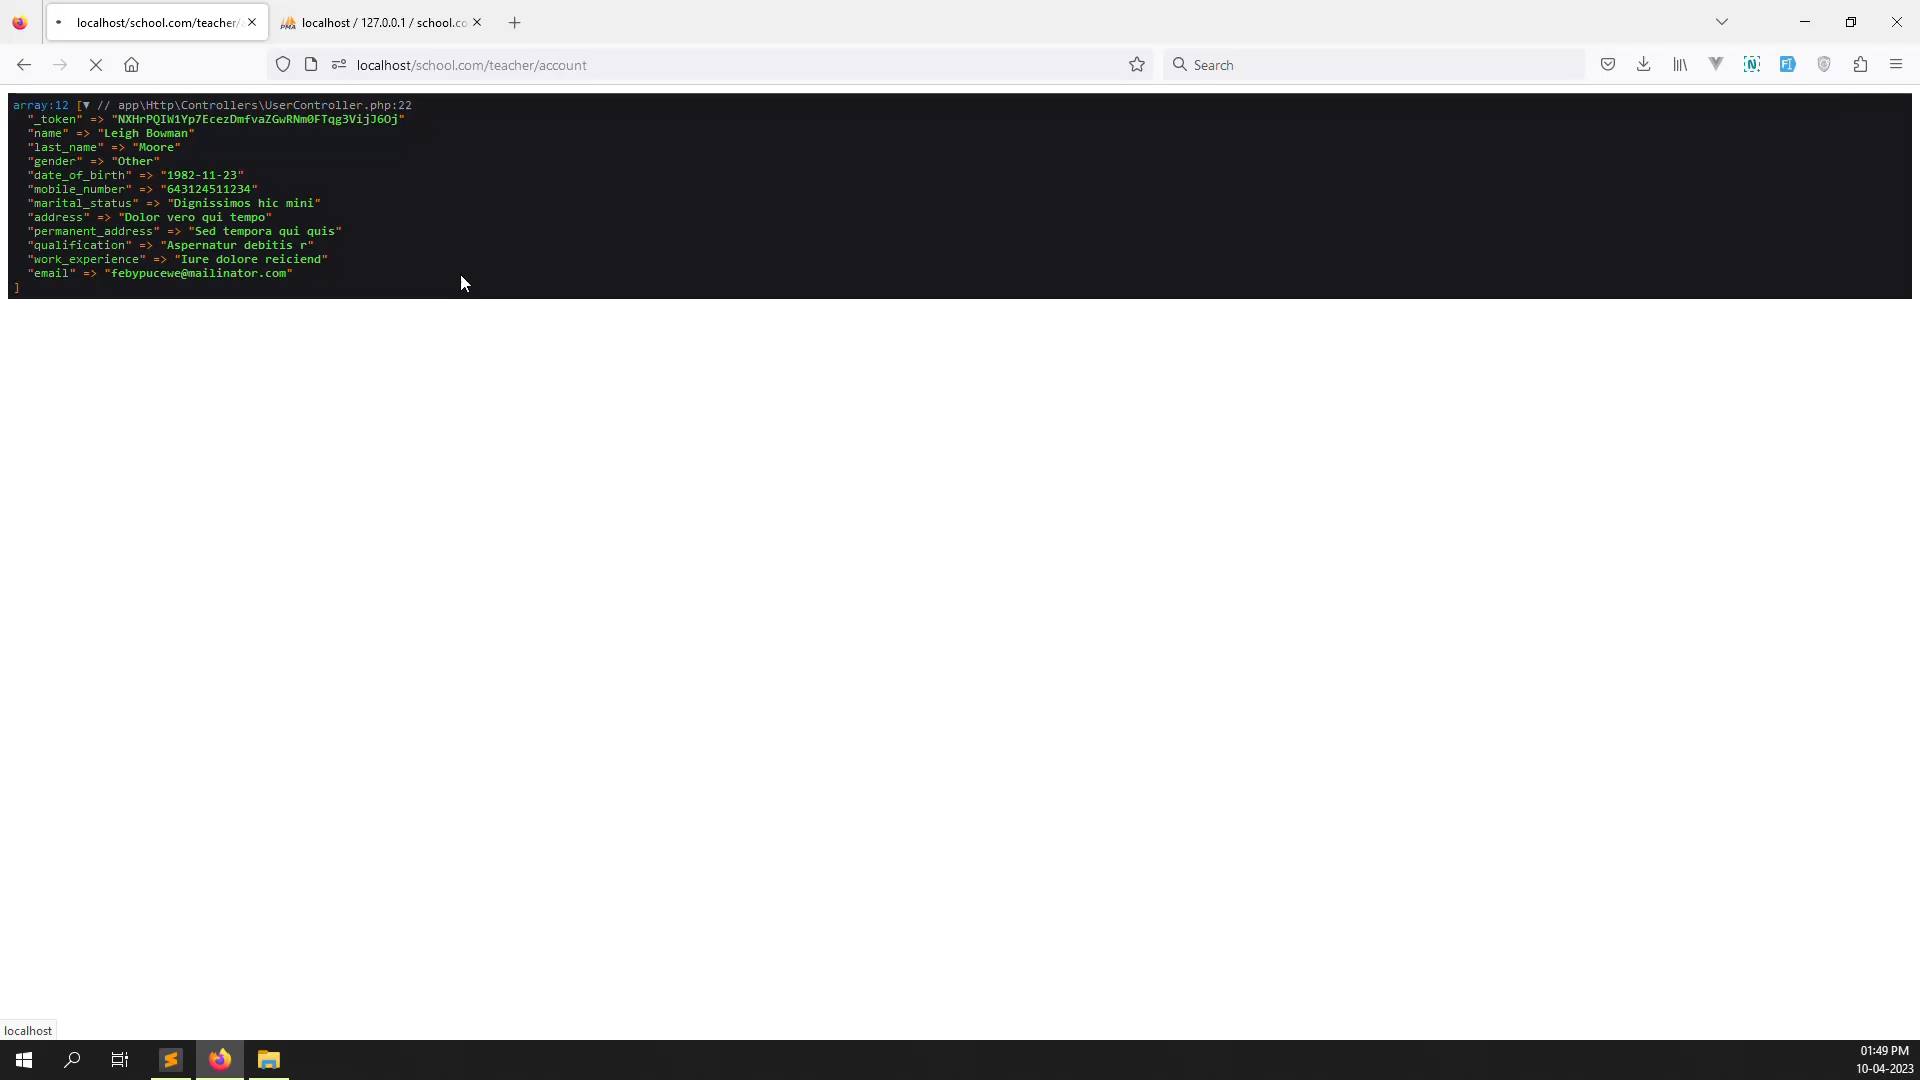 localhost/school.com/teacher/a
localhost / 127.0.0.1 / school.co
localhost/school.com/teacher/account
Search
array:12 [▼ // app\Http\Controllers\UserController.php:22
"_token" => "NXHrPQIW1Yp7EcezDmfvaZGwRNm0FTqg3VijJ6Oj"
"name" => "Leigh Bowman"
"last_name" => "Moore"
"gender" => "Other"
"date_of_birth" => "1982-11-23"
"mobile_number" => "643124511234"
"marital_status" => "Dignissimos hic mini"
"address" => "Dolor vero qui tempo"
"permanent_address" => "Sed tempora qui quis"
"qualification" => "Aspernatur debitis r"
"work_experience" => "Iure dolore reiciend"
"email" => "febypucewe@mailinator.com"
]
localhost
01:49 PM
10-04-2023